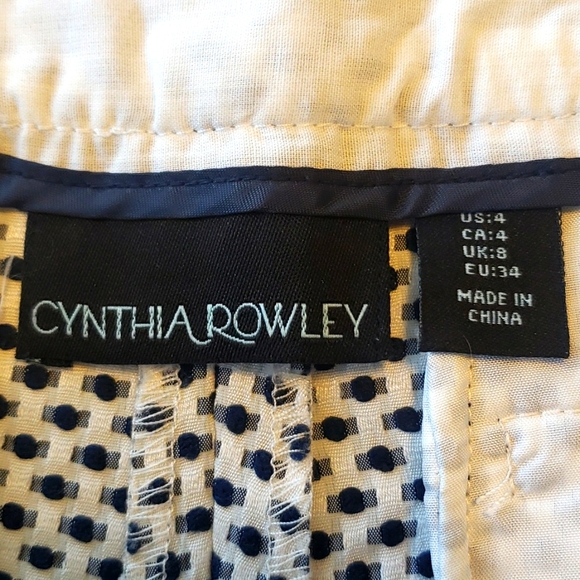 CYNTHIA ROWLEY
US:4
CA:4
UK:8
EU:34
MADE IN
CHINA